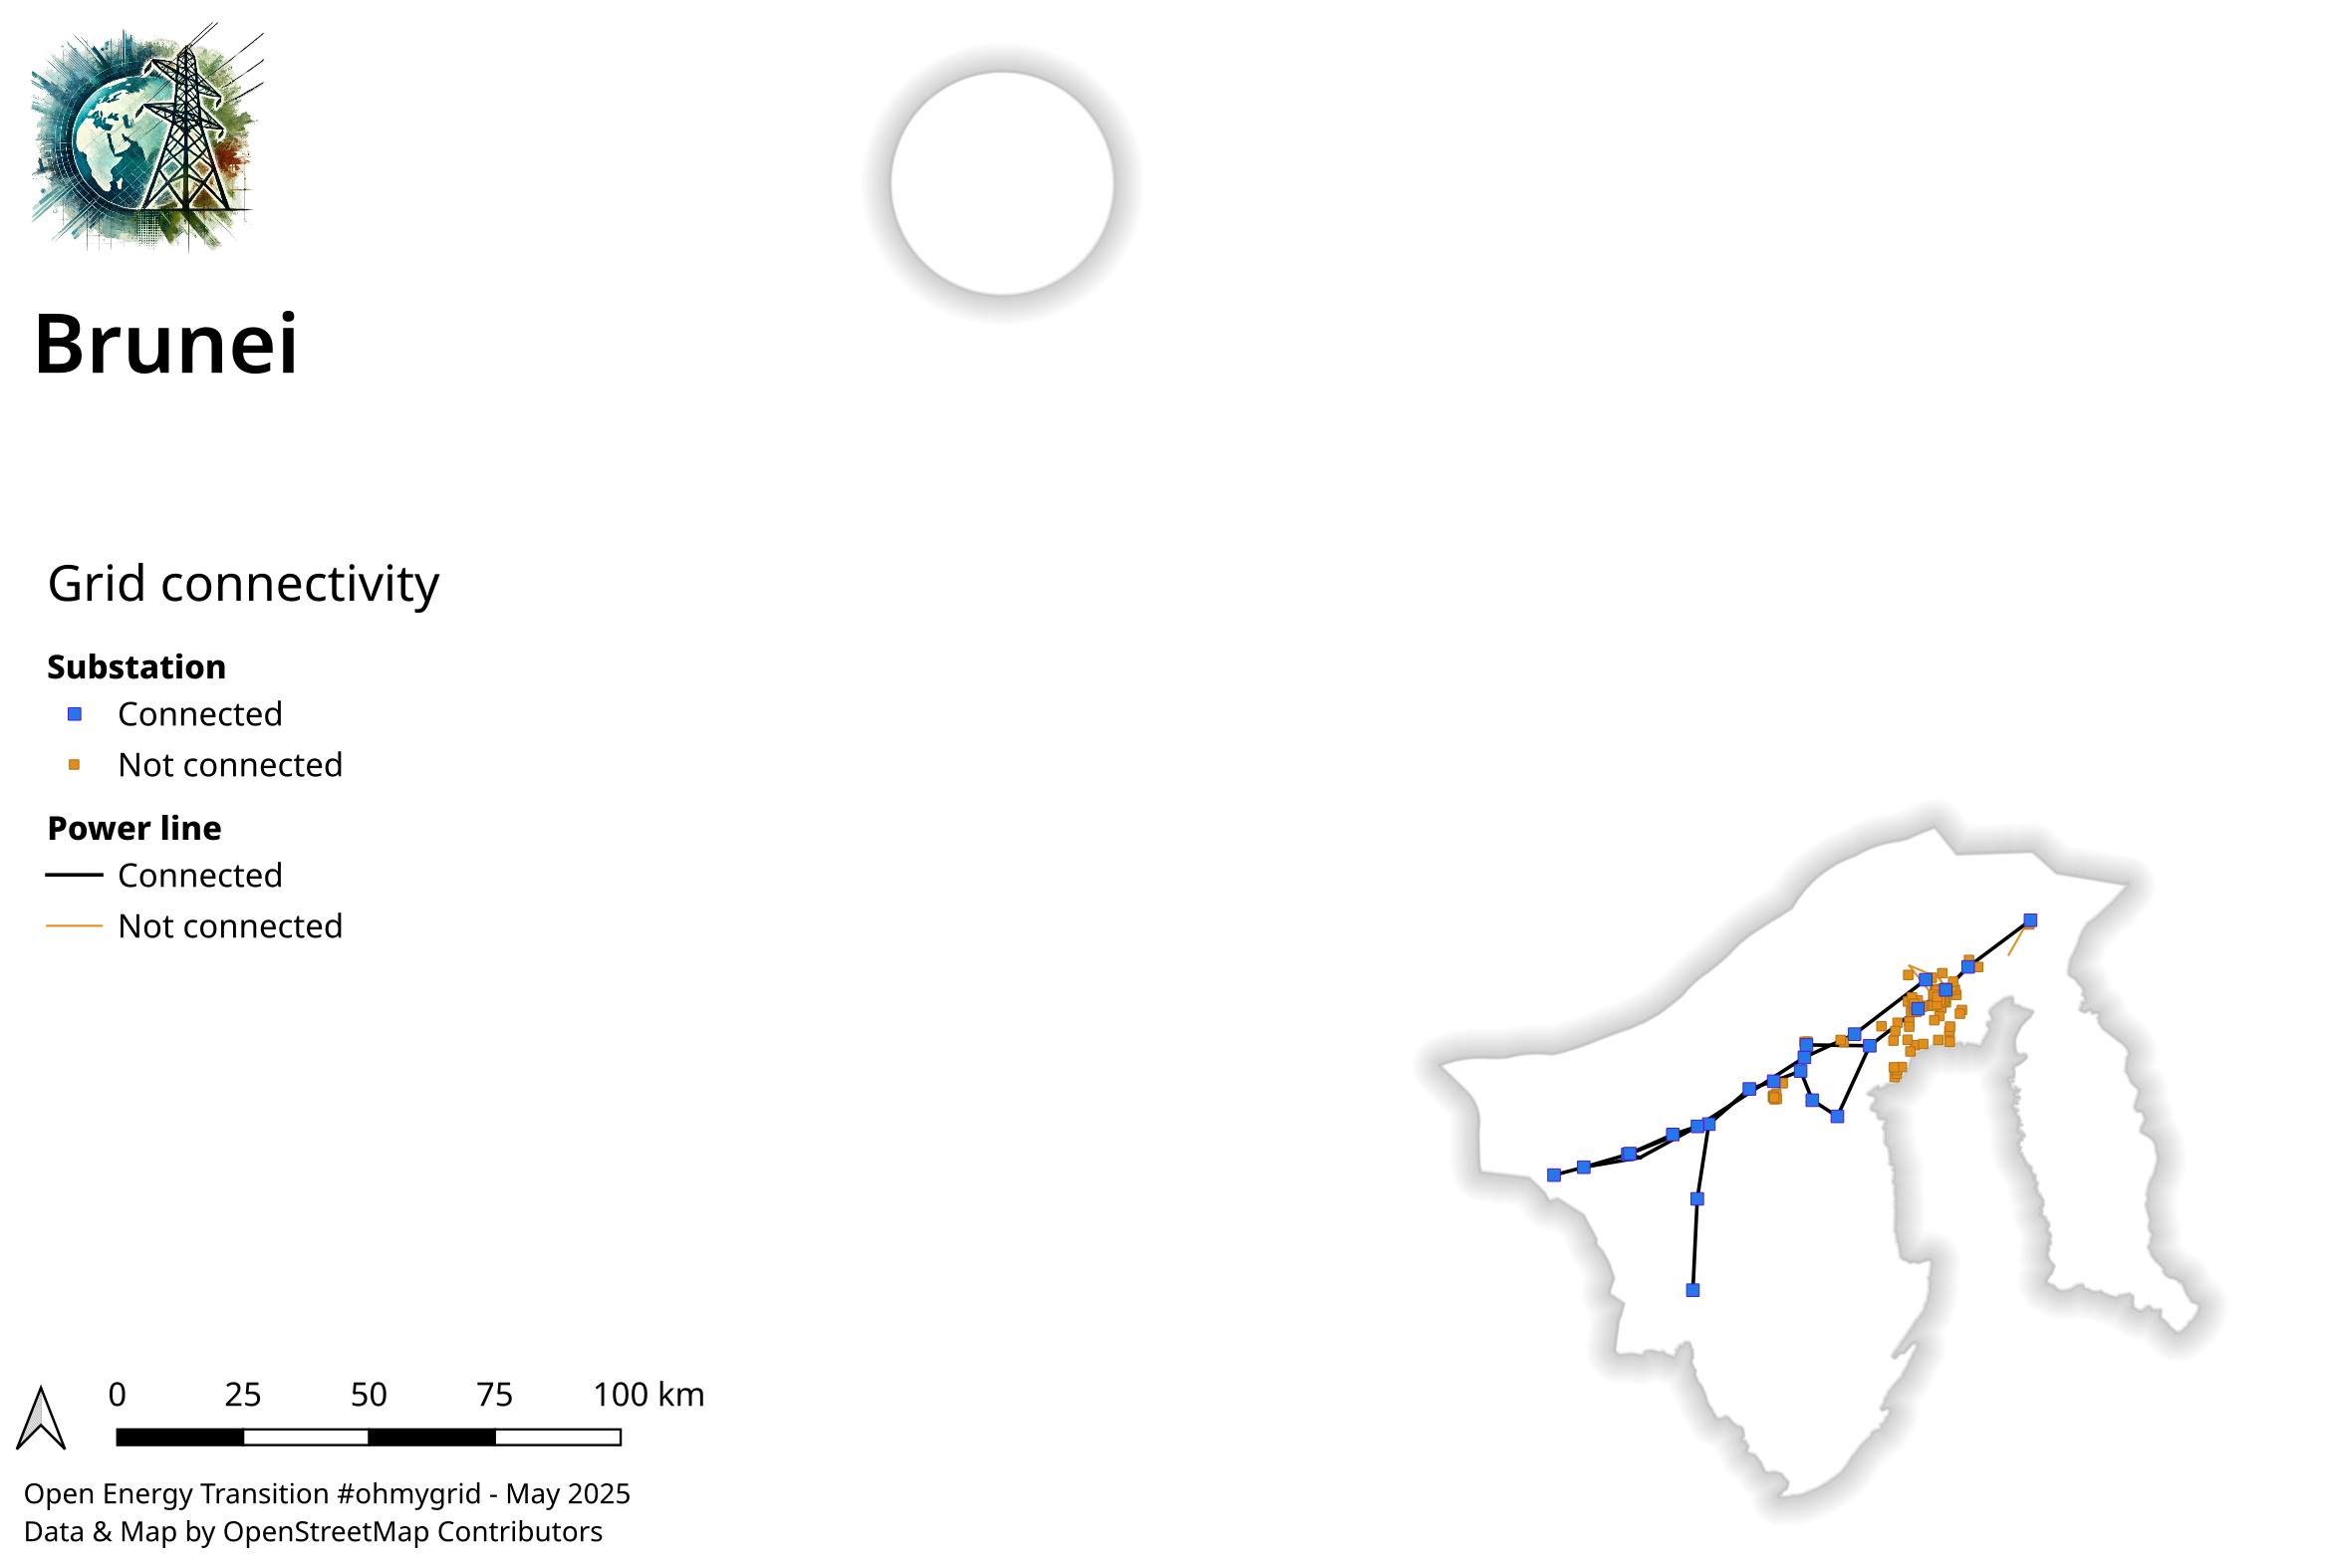 Brunei
Grid connectivity
Substation
Connected
Not connected
Power line
Connected
Not connected
0 25 50 75 100 km
Open Energy Transition #ohmygrid - May 2025
Data & Map by OpenStreetMap Contributors